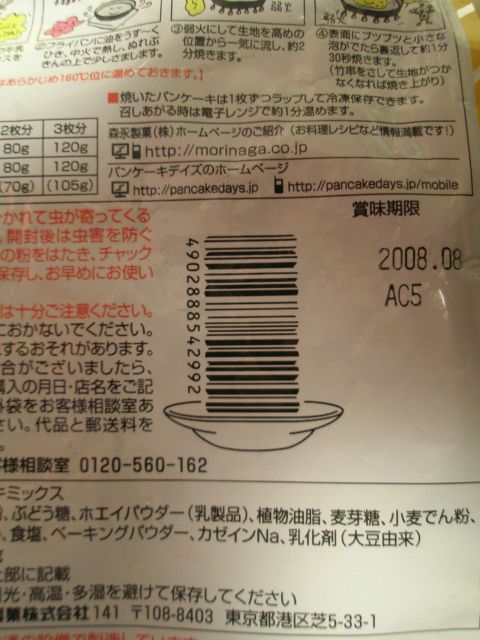 弱火
弱火
②フライパンに油をうす〜く
ひき、中火で熱し、ぬれぶ
きんの上で少しさまします。
③弱火にして生地を高めの
位置から一気に流し、約2
分焼きます。
④表面にプツプツと小さな
泡がでたら裏返して約1分
30秒焼きます。
（竹串をさして生地がつか
なくなれば焼き上がり）
はあらかじめ160℃位に温めておきます。】
■焼いたパンケーキは1枚ずつラップして冷凍保存できます。
召しあがる時は電子レンジで約1分温めます。
2枚分 3枚分
80g 120g
80g 120g
(70g) (105g)
森永製菓（株）ホームページのご紹介（お料理レシピなど情報満載です!）
http://morinaga.co.jp
パンケーキデイズのホームページ
http://pancakedays.jp http://pancakedays.jp/mobile
かれて虫が寄ってくる
開封後は虫害を防ぐ
の粉をはたき、チャック
保存し、お早めにお使い
は十分ご注意ください。
におかないでください。
するおそれがあります。
合がございましたら、
購入の月日・店名をご記
外袋をお客様相談室あ
さい。代品と郵送料を
客様相談室 0120-560-162
賞味期限
2008.08
AC5
4902888542992
キミックス
、ぶどう糖、ホエイパウダー（乳製品）、植物油脂、麦芽糖、小麦でん粉、
、食塩、ベーキングパウダー、カゼインNa、乳化剤（大豆由来）
g
上部に記載
光・高温・多湿を避けて保存してください
製菓株式会社141 〒108-8403 東京都港区芝5-33-1